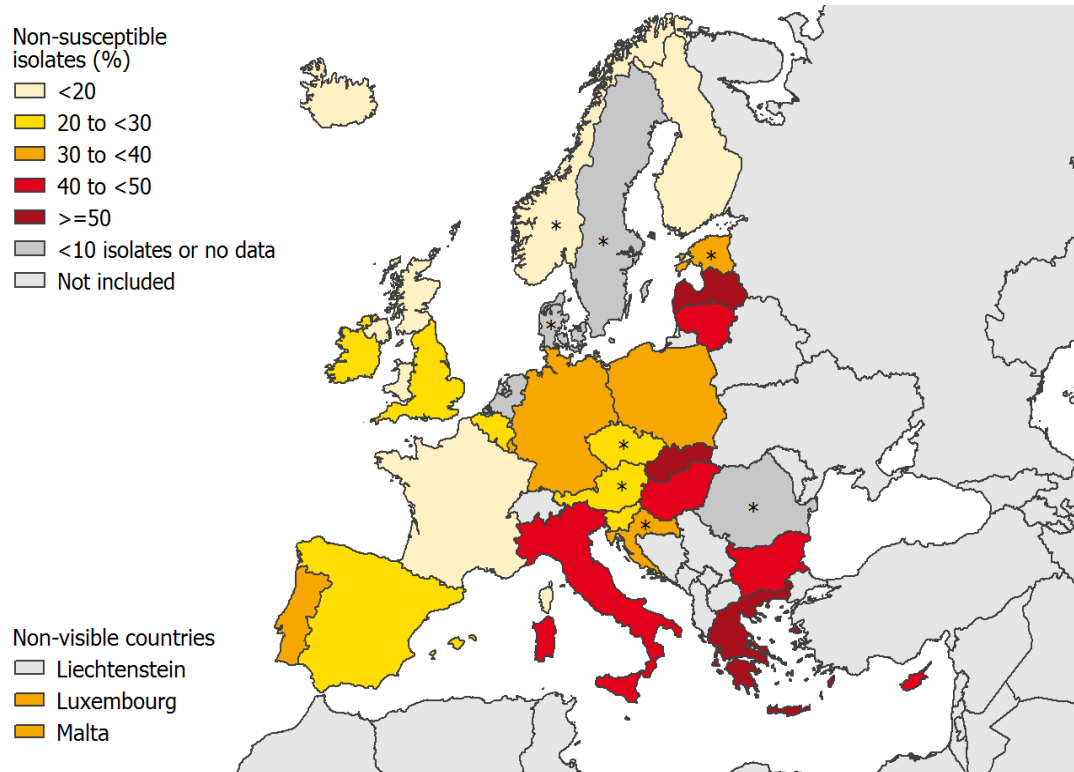 Non-susceptible
isolates (%)
<20
20 to <30
30 to <40
40 to <50
>=50
<10 isolates or no data
Not included
*
*
*
*
*
*
*
*
Non-visible countries
Liechtenstein
Luxembourg
Malta